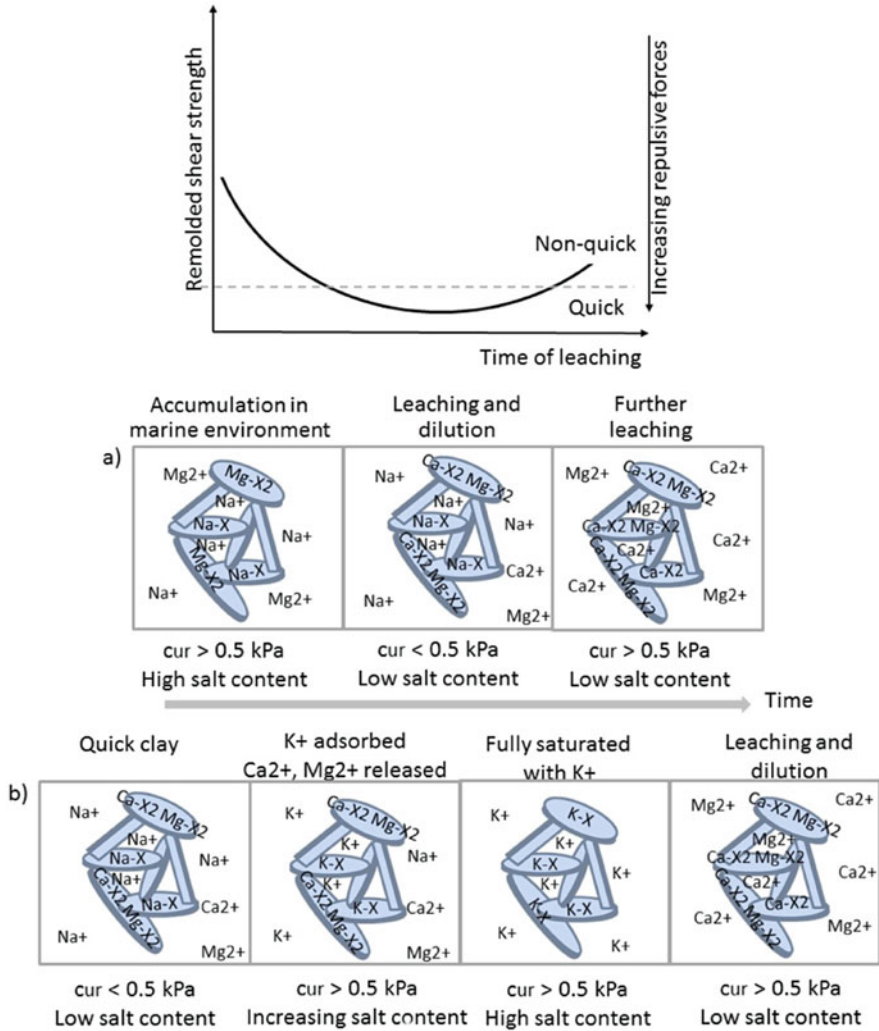 Remolded shear strength
Increasing repulsive forces
Non-quick
Quick
Time of leaching
Accumulation in
marine environment
Leaching and
dilution
Further
leaching
a)
Mg2+
Mg-X2
Na+
Na-X
Na+
Na+
Mg-X2
Na-X
Na+
Mg2+
Na+
Ca-X2 Mg-X2
Na+
Na-X
Na+
Na+
Ca-X2 Mg-X2
Na-X
Ca2+
Na+
Mg2+
Mg2+
Ca-X2 Mg-X2
Ca2+
Mg2+
Ca-X2 Mg-X2
Ca2+
Ca2+
Ca-X2 Mg-X2
Ca-X2
Ca2+
Mg2+
cur > 0.5 kPa
High salt content
cur < 0.5 kPa
Low salt content
cur > 0.5 kPa
Low salt content
Time
Quick clay
K+ adsorbed
Ca2+, Mg2+ released
Fully saturated
with K+
Leaching and
dilution
b)
Na+
Ca-X2 Mg-X2
Na+
Na-X
Na+
Na+
Ca-X2 Mg-X2
Na-X
Ca2+
Na+
Mg2+
K+
Ca-X2 Mg-X2
K+
K-X
Na+
K+
Ca-X2 Mg-X2
K-X
Ca2+
K+
Mg2+
K+
K-X
K+
K-X
K+
K+
K-X
K-X
K+
K+
K+
Mg2+
Ca-X2 Mg-X2
Ca2+
Mg2+
Ca-X2 Mg-X2
Ca2+
Ca2+
Ca-X2 Mg-X2
Ca-X2
Ca2+
Mg2+
cur < 0.5 kPa
Low salt content
cur > 0.5 kPa
Increasing salt content
cur > 0.5 kPa
High salt content
cur > 0.5 kPa
Low salt content